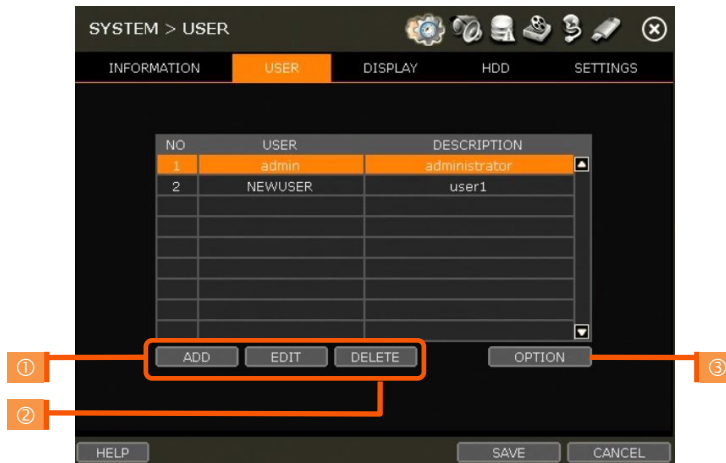 SYSTEM > USER
INFORMATION USER DISPLAY HDD SETTINGS
NO USER DESCRIPTION
1 admin administrator
2 NEWUSER user1
ADD EDIT DELETE OPTION
① ③
②
HELP SAVE CANCEL